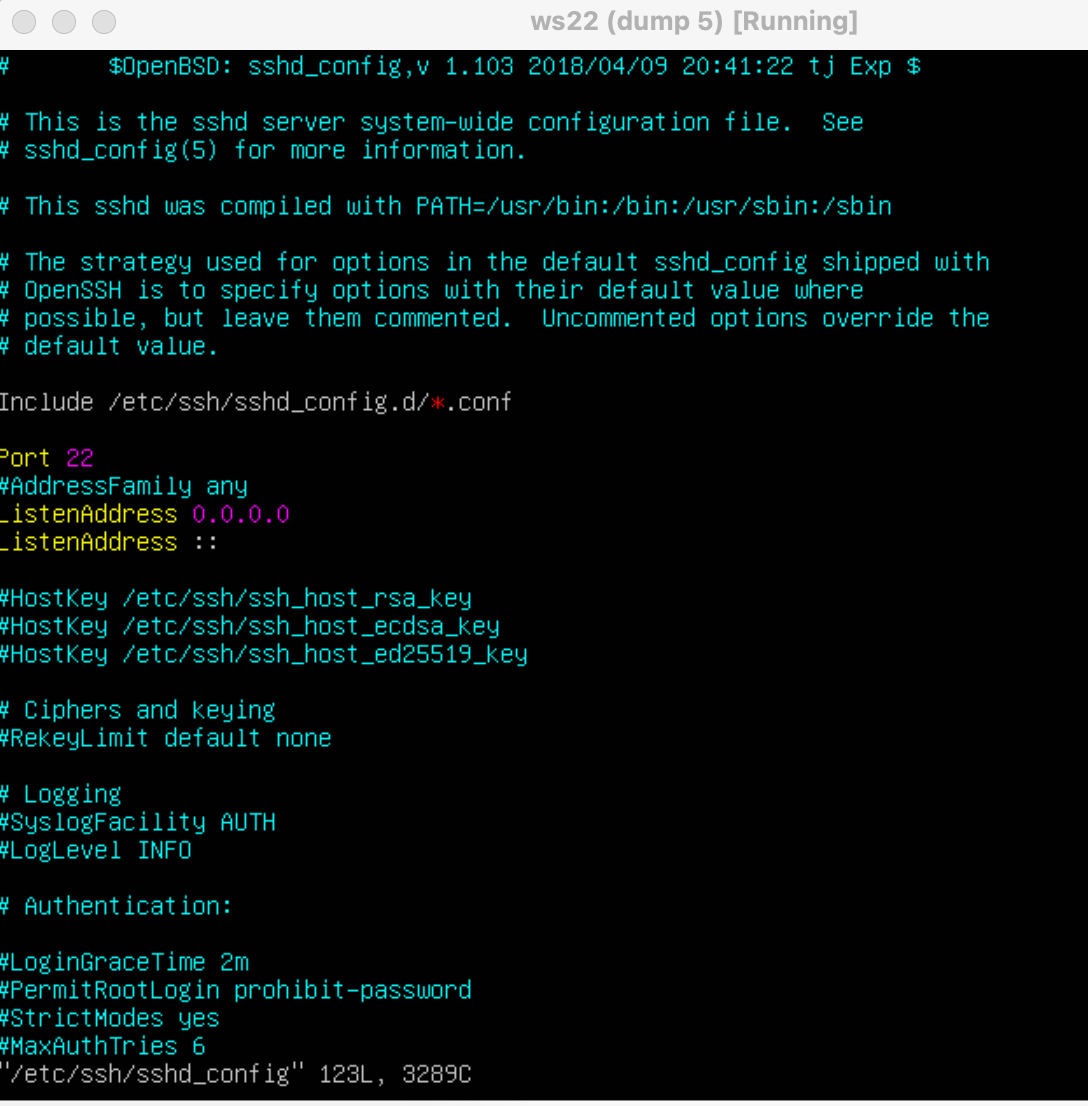 ws22 (dump 5) [Running]
#       $OpenBSD: sshd_config,v 1.103 2018/04/09 20:41:22 tj Exp $
# This is the sshd server system-wide configuration file.  See
# sshd_config(5) for more information.
# This sshd was compiled with PATH=/usr/bin:/bin:/usr/sbin:/sbin
# The strategy used for options in the default sshd_config shipped with
# OpenSSH is to specify options with their default value where
# possible, but leave them commented.  Uncommented options override the
# default value.
Include /etc/ssh/sshd_config.d/*.conf
Port 22
#AddressFamily any
ListenAddress 0.0.0.0
ListenAddress ::
#HostKey /etc/ssh/ssh_host_rsa_key
#HostKey /etc/ssh/ssh_host_ecdsa_key
#HostKey /etc/ssh/ssh_host_ed25519_key
# Ciphers and keying
#RekeyLimit default none
# Logging
#SyslogFacility AUTH
#LogLevel INFO
# Authentication:
#LoginGraceTime 2m
#PermitRootLogin prohibit-password
#StrictModes yes
#MaxAuthTries 6
"/etc/ssh/sshd_config" 123L, 3289C